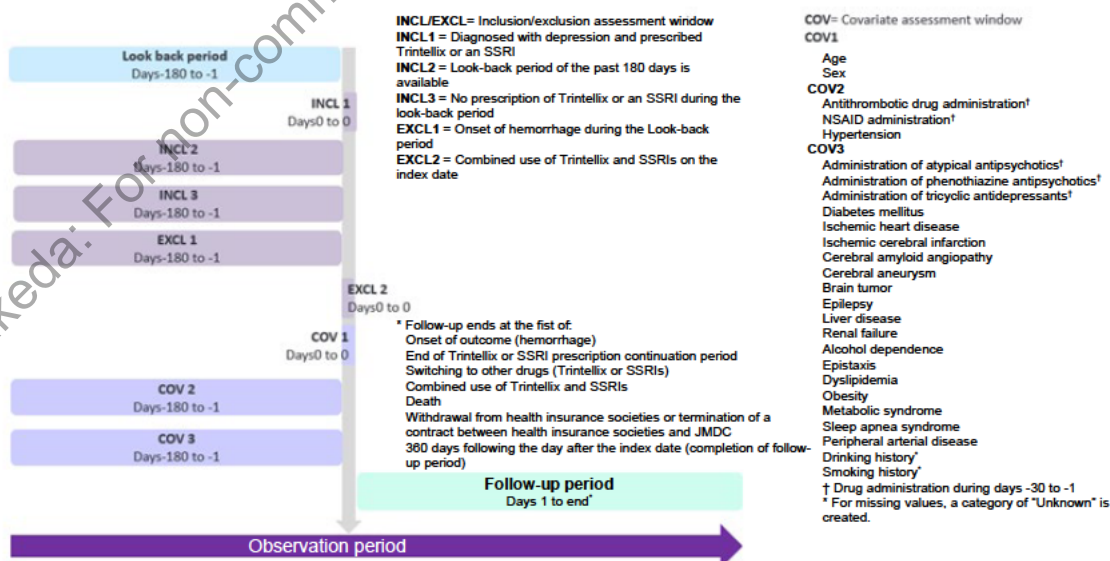 Look back period
Days-180 to -1
INCL 1
Days0 to 0
INCL 2
Days-180 to -1
INCL 3
Days-180 to -1
EXCL 1
Days-180 to -1
EXCL 2
Days0 to 0
COV 1
Days0 to 0
COV 2
Days-180 to -1
COV 3
Days-180 to -1
INCL/EXCL= Inclusion/exclusion assessment window
INCL1 = Diagnosed with depression and prescribed
Trintellix or an SSRI
INCL2 = Look-back period of the past 180 days is
available
INCL3 = No prescription of Trintellix or an SSRI during the
look-back period
EXCL1 = Onset of hemorrhage during the Look-back
period
EXCL2 = Combined use of Trintellix and SSRIs on the
index date
* Follow-up ends at the fist of:
Onset of outcome (hemorrhage)
End of Trintellix or SSRI prescription continuation period
Switching to other drugs (Trintellix or SSRIs)
Combined use of Trintellix and SSRIs
Death
Withdrawal from health insurance societies or termination of a
contract between health insurance societies and JMDC
360 days following the day after the index date (completion of follow-
up period)
Follow-up period
Days 1 to end*
Observation period
COV= Covariate assessment window
COV1
Age
Sex
COV2
Antithrombotic drug administration†
NSAID administration†
Hypertension
COV3
Administration of atypical antipsychotics†
Administration of phenothiazine antipsychotics†
Administration of tricyclic antidepressants†
Diabetes mellitus
Ischemic heart disease
Ischemic cerebral infarction
Cerebral amyloid angiopathy
Cerebral aneurysm
Brain tumor
Epilepsy
Liver disease
Renal failure
Alcohol dependence
Epistaxis
Dyslipidemia
Obesity
Metabolic syndrome
Sleep apnea syndrome
Peripheral arterial disease
Drinking history*
Smoking history*
† Drug administration during days -30 to -1
* For missing values, a category of "Unknown" is
created.
keda: For non-comm